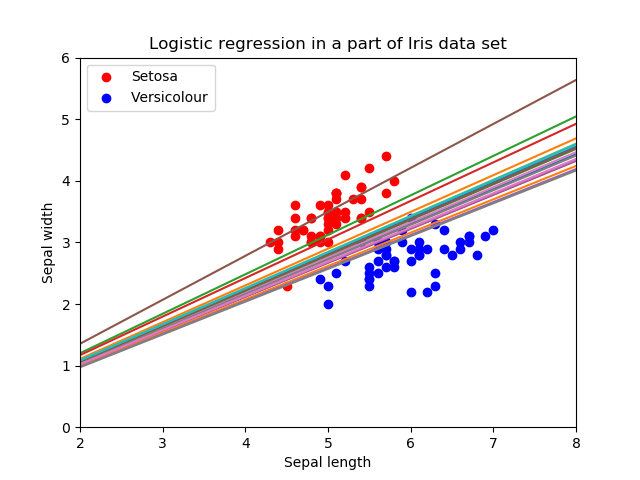 Logistic regression in a part of Iris data set
Setosa
Versicolour
Sepal width
6
5
4
3
2
1
0
2 3 4 5 6 7 8
Sepal length